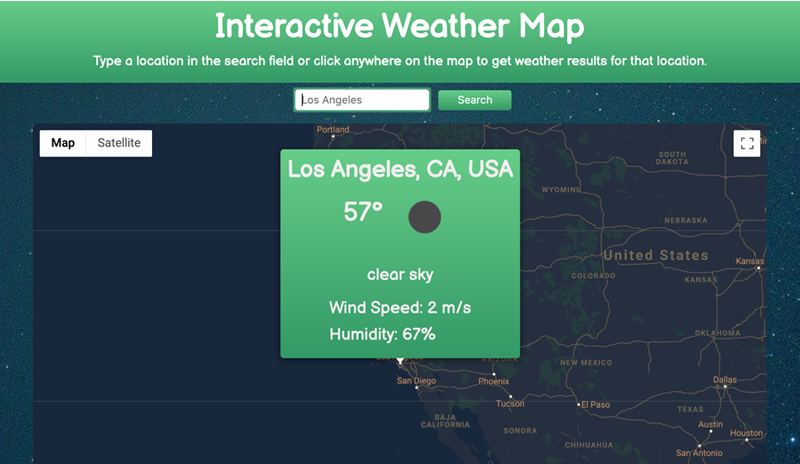 Interactive Weather Map
Type a location in the search field or click anywhere on the map to get weather results for that location.
Los Angeles
Search
Map
Satellite
Portland
Los Angeles, CA, USA
57°
clear sky
Wind Speed: 2 m/s
Humidity: 67%
SOUTH
DAKOTA
WYOMING
NEBRASKA
United States
Kansas
COLORADO
KANSAS
OKLAHOMA
ARIZONA
NEW MEXICO
San Diego
Phoenix
Dallas
Tucson
El Paso
TEXAS
BAJA
CALIFORNIA
SONORA
Austin
Houston
CHIHUAHUA
San Antonio